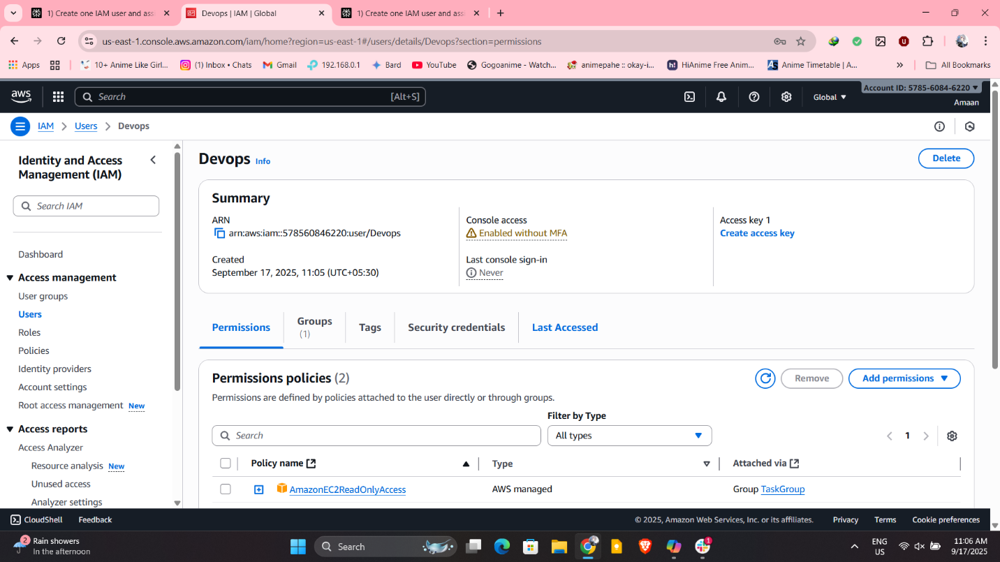 1) Create one IAM user and ass
Devops | IAM | Global
1) Create one IAM user and ass
us-east-1.console.aws.amazon.com/iam/home?region=us-east-1#/users/details/Devops?section=permissions
Apps
10+ Anime Like Girl...
(1) Inbox • Chats
Gmail
192.168.0.1
Bard
YouTube
Gogoanime - Watch...
animepahe :: okay-i...
h!
HiAnime Free Anim...
Anime Timetable | A...
All Bookmarks
aws
Search
[Alt+S]
Global
Account ID: 5785-6084-6220
Amaan
IAM
Users
Devops
Identity and Access
Management (IAM)
Search IAM
Dashboard
Access management
User groups
Users
Roles
Policies
Identity providers
Account settings
Root access management New
Access reports
Access Analyzer
Resource analysis New
Unused access
Analyzer settings
Devops Info
Delete
Summary
ARN
arn:aws:iam::578560846220:user/Devops
Created
September 17, 2025, 11:05 (UTC+05:30)
Console access
Enabled without MFA
Last console sign-in
Never
Access key 1
Create access key
Permissions
Groups
(1)
Tags
Security credentials
Last Accessed
Permissions policies (2)
Remove
Add permissions
Permissions are defined by policies attached to the user directly or through groups.
Filter by Type
Search
All types
1
Policy name
Type
Attached via
AmazonEC2ReadOnlyAccess
AWS managed
Group TaskGroup
CloudShell
Feedback
© 2025, Amazon Web Services, Inc. or its affiliates.
Privacy
Terms
Cookie preferences
2
Rain showers
In the afternoon
Search
1
ENG
US
11:06 AM
9/17/2025